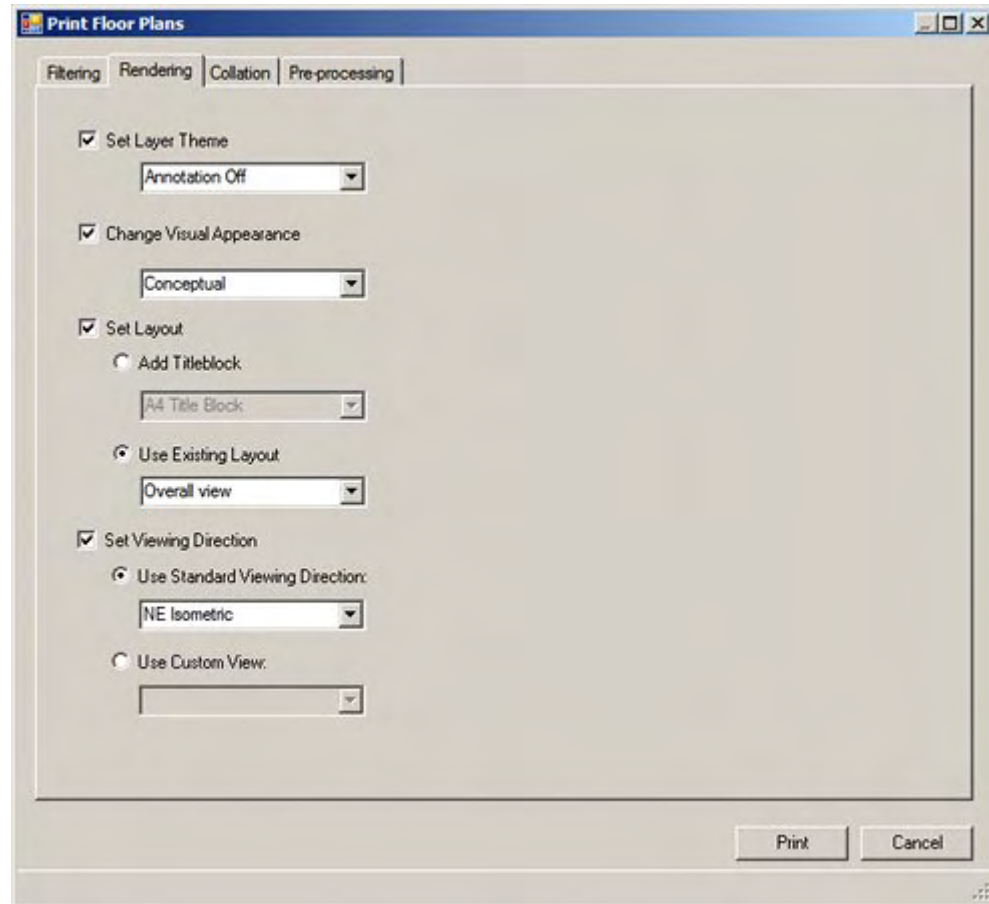 Print Floor Plans
Filtering Rendering Collation Pre-processing
Set Layer Theme
Annotation Off
Change Visual Appearance
Conceptual
Set Layout
Add Titleblock
A4 Title Block
Use Existing Layout
Overall view
Set Viewing Direction
Use Standard Viewing Direction:
NE Isometric
Use Custom View:
Print Cancel